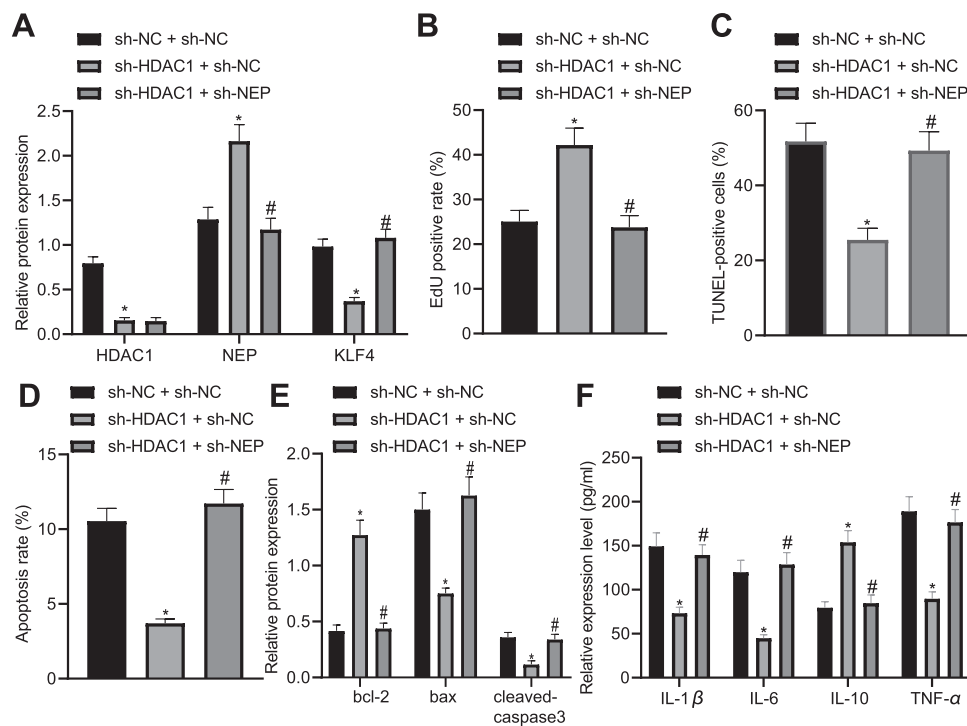 A
sh-NC + sh-NC
sh-HDAC1 + sh-NC
sh-HDAC1 + sh-NEP
Relative protein expression
2.5
2.0
1.5
1.0
0.5
0.0
*
*
#
*
#
HDAC1
NEP
KLF4
B
sh-NC + sh-NC
sh-HDAC1 + sh-NC
sh-HDAC1 + sh-NEP
EdU positive rate (%)
50
40
30
20
10
0
*
#
C
sh-NC + sh-NC
sh-HDAC1 + sh-NC
sh-HDAC1 + sh-NEP
TUNEL-positive cells (%)
60
40
20
0
*
#
D
sh-NC + sh-NC
sh-HDAC1 + sh-NC
sh-HDAC1 + sh-NEP
Apoptosis rate (%)
15
10
5
0
*
#
E
sh-NC + sh-NC
sh-HDAC1 + sh-NC
sh-HDAC1 + sh-NEP
Relative protein expression
2.0
1.5
1.0
0.5
0.0
*
#
*
#
*
#
bcl-2
bax
cleaved-
caspase3
F
sh-NC + sh-NC
sh-HDAC1 + sh-NC
sh-HDAC1 + sh-NEP
Relative expression level (pg/ml)
250
200
150
100
50
0
*
#
*
#
*
#
*
#
IL-1β
IL-6
IL-10
TNF-α